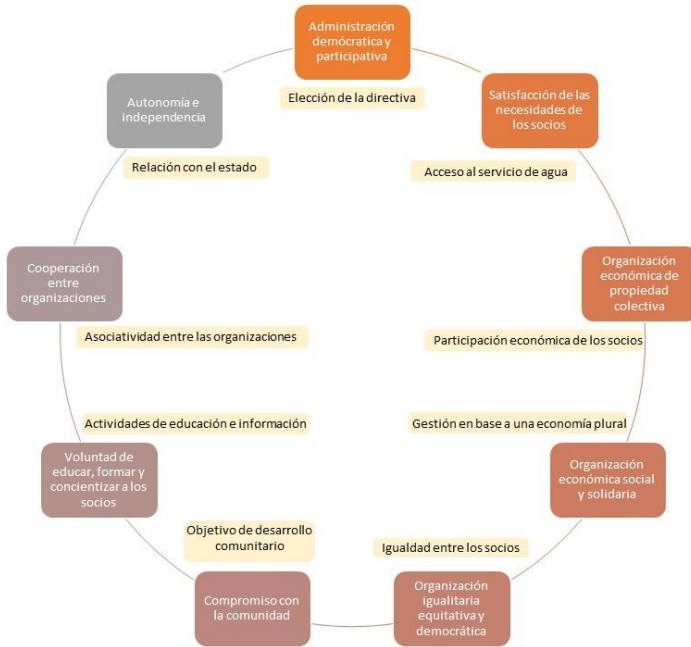 Administración
demócratica y
participativa
Elección de la directiva
Satisfacción de las
necesidades de
los socios
Acceso al servicio de agua
Organización
económica de
propiedad
colectiva
Participación económica de los socios
Gestión en base a una economía plural
Organización
económica social
y solidaria
Igualdad entre los socios
Organización
igualitaria
equitativa y
democrática
Objetivo de desarrollo
comunitario
Compromiso con
la comunidad
Actividades de educación e información
Voluntad de
educar, formar y
concientizar a los
socios
Asociatividad entre las organizaciones
Cooperación
entre
organizaciones
Relación con el estado
Autonomía e
independencia